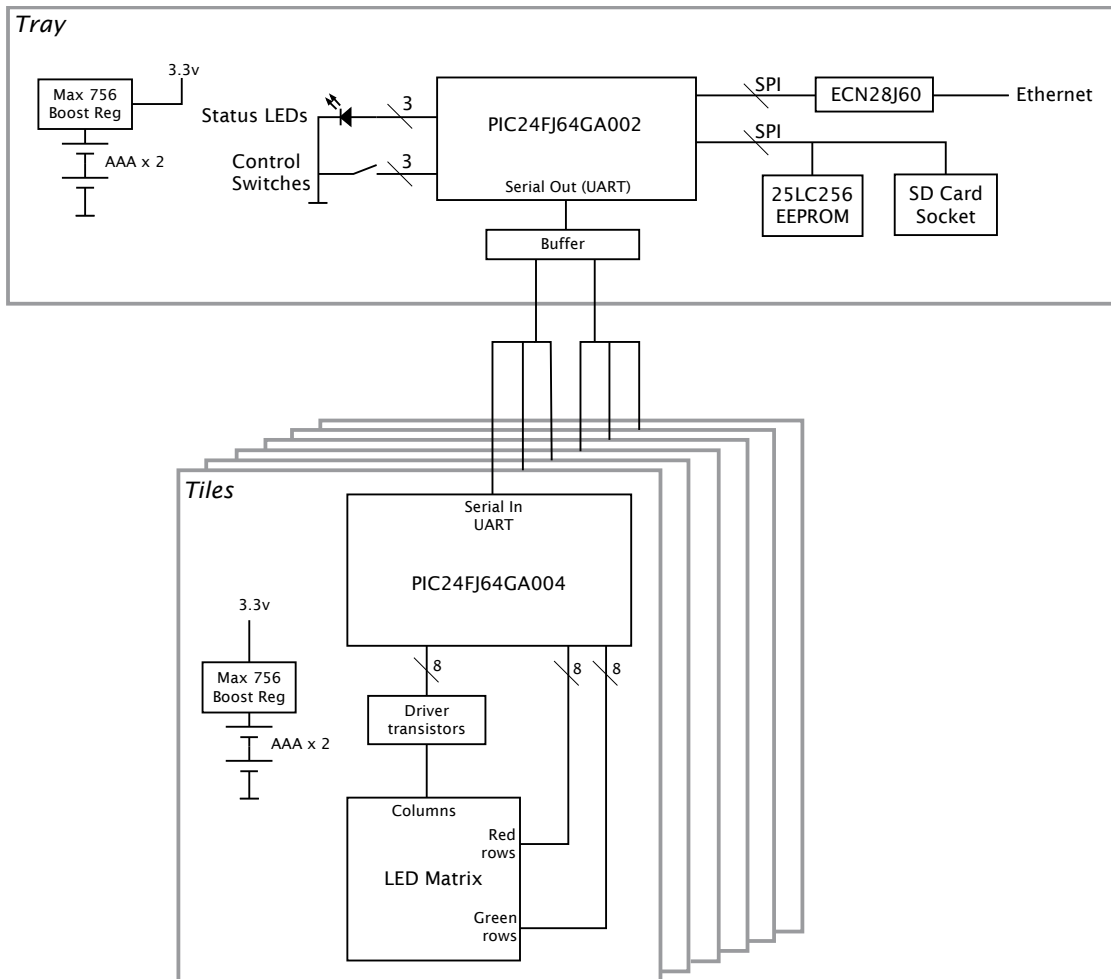 Tray
3.3v
Max 756
Boost Reg
AAA x 2
Status LEDs
3
Control
Switches
3
PIC24FJ64GA002
Serial Out (UART)
SPI
ECN28J60
Ethernet
SPI
25LC256
EEPROM
SD Card
Socket
Buffer
Tiles
Serial In
UART
PIC24FJ64GA004
3.3v
Max 756
Boost Reg
AAA x 2
8
8
8
Driver
transistors
Columns
Red
rows
LED Matrix
Green
rows